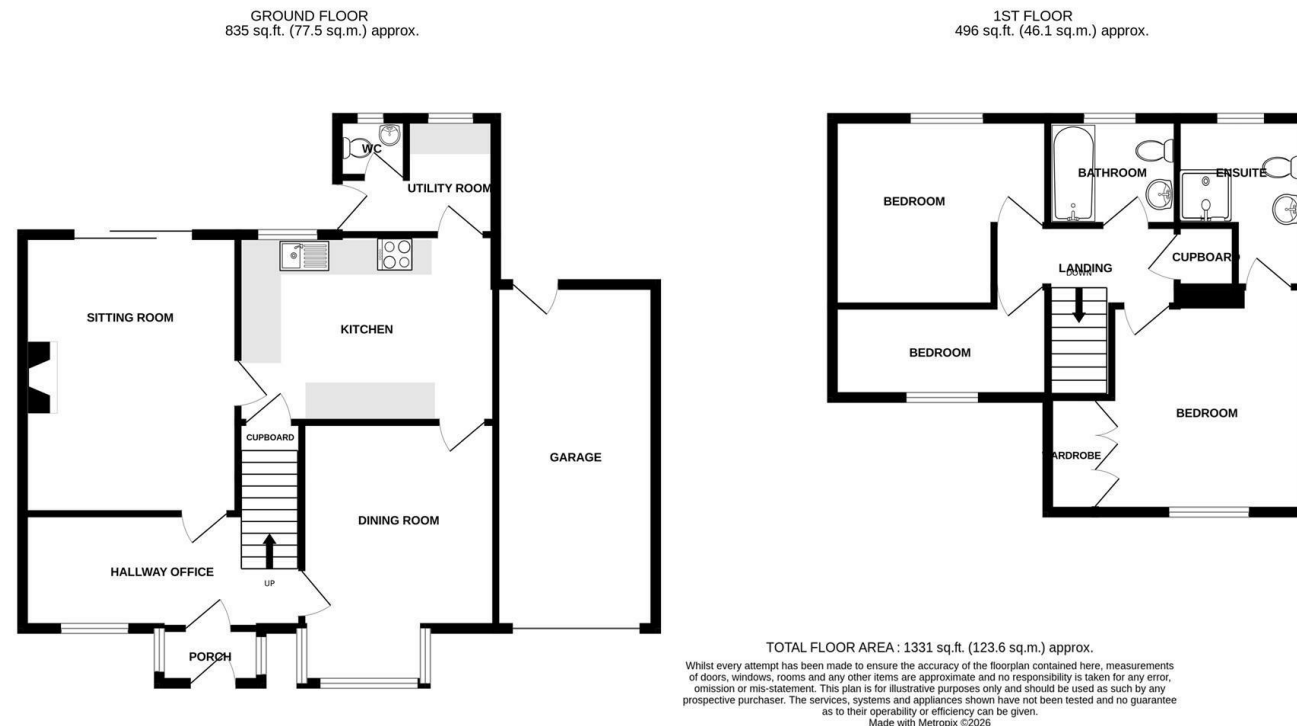 GROUND FLOOR
835 sq.ft. (77.5 sq.m.) approx.
WC
UTILITY ROOM
SITTING ROOM
KITCHEN
CUPBOARD
GARAGE
DINING ROOM
HALLWAY OFFICE
UP
PORCH
1ST FLOOR
496 sq.ft. (46.1 sq.m.) approx.
BATHROOM
ENSUITE
BEDROOM
CUPBOARD
LANDING
DOWN
BEDROOM
BEDROOM
ARDROBE
TOTAL FLOOR AREA : 1331 sq.ft. (123.6 sq.m.) approx.
Whilst every attempt has been made to ensure the accuracy of the floorplan contained here, measurements
of doors, windows, rooms and any other items are approximate and no responsibility is taken for any error,
omission or mis-statement. This plan is for illustrative purposes only and should be used as such by any
prospective purchaser. The services, systems and appliances shown have not been tested and no guarantee
as to their operability or efficiency can be given.
Made with Metropix ©2026